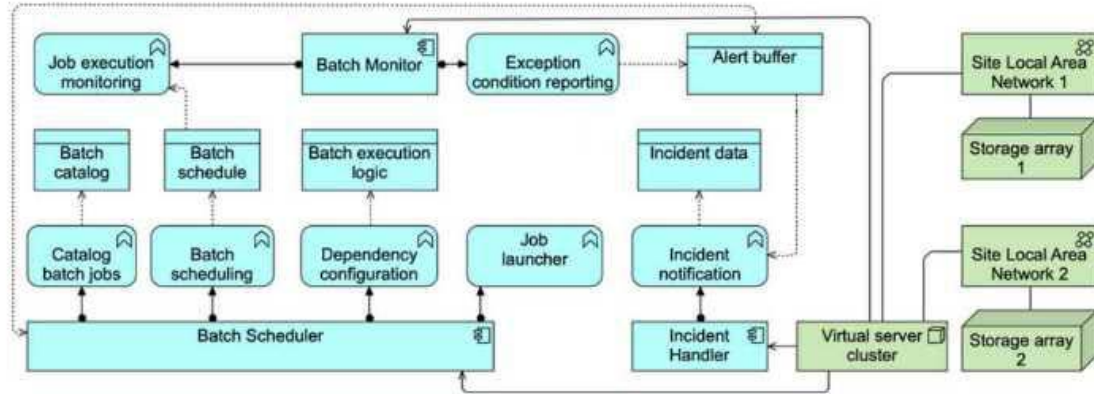 Job execution
monitoring
Batch Monitor
Exception
condition reporting
Alert buffer
Site Local Area
Network 1
Batch
catalog
Batch
schedule
Batch execution
logic
Incident data
Storage array
1
Catalog
batch jobs
Batch
scheduling
Dependency
configuration
Job
launcher
Incident
notification
Site Local Area
Network 2
Batch Scheduler
Incident
Handler
Virtual server
cluster
Storage array
2